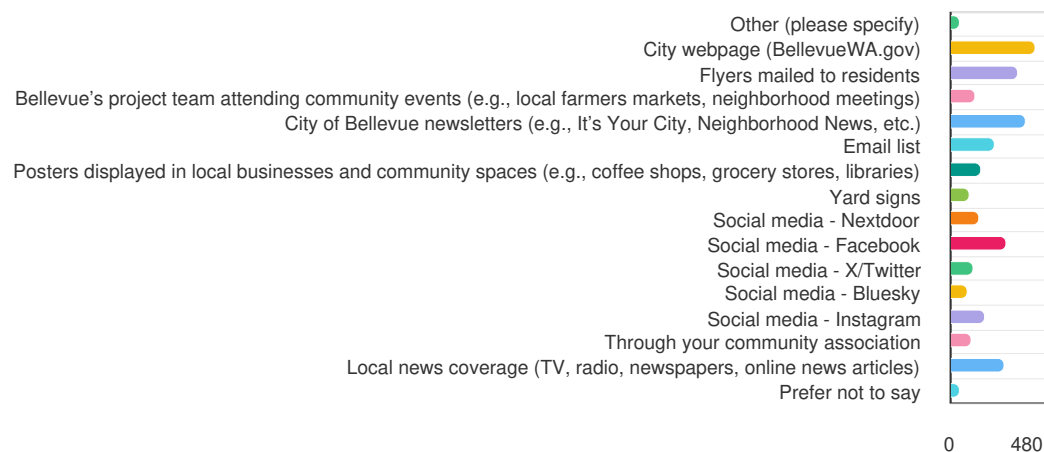 Other (please specify)
City webpage (BellevueWA.gov)
Flyers mailed to residents
Bellevue’s project team attending community events (e.g., local farmers markets, neighborhood meetings)
City of Bellevue newsletters (e.g., It’s Your City, Neighborhood News, etc.)
Email list
Posters displayed in local businesses and community spaces (e.g., coffee shops, grocery stores, libraries)
Yard signs
Social media - Nextdoor
Social media - Facebook
Social media - X/Twitter
Social media - Bluesky
Social media - Instagram
Through your community association
Local news coverage (TV, radio, newspapers, online news articles)
Prefer not to say
0 480